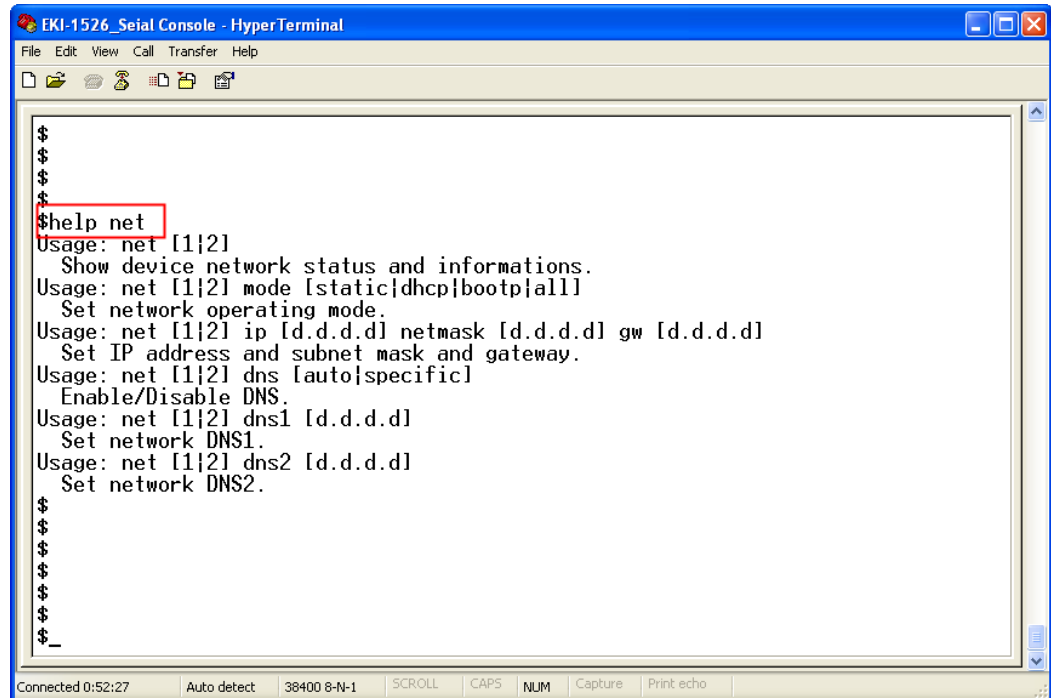 EKI-1526_Seial Console - HyperTerminal
File Edit View Call Transfer Help
$
$
$
$
$help net
Usage: net [1¦2]
Show device network status and informations.
Usage: net [1¦2] mode [static¦dhcp¦bootp¦all]
Set network operating mode.
Usage: net [1¦2] ip [d.d.d.d] netmask [d.d.d.d] gw [d.d.d.d]
Set IP address and subnet mask and gateway.
Usage: net [1¦2] dns [auto¦specific]
Enable/Disable DNS.
Usage: net [1¦2] dns1 [d.d.d.d]
Set network DNS1.
Usage: net [1¦2] dns2 [d.d.d.d]
Set network DNS2.
$
$
$
$
$
$
$_
Connected 0:52:27 Auto detect 38400 8-N-1 SCROLL CAPS NUM Capture Print echo